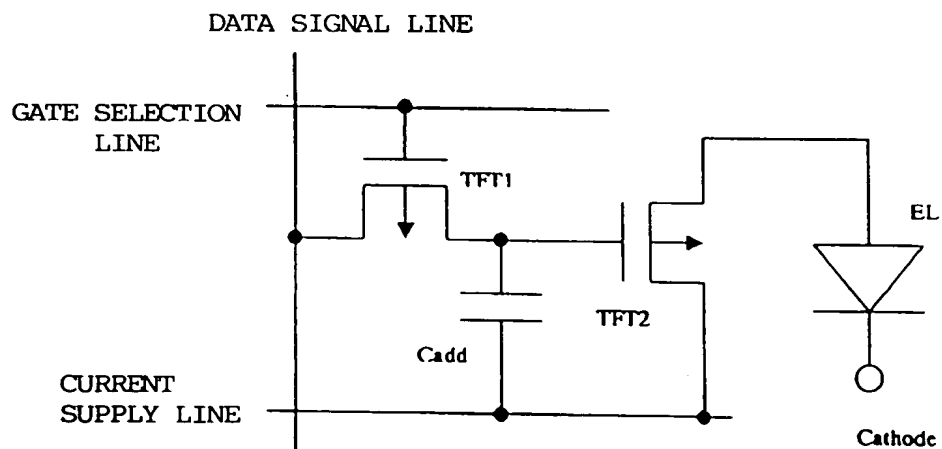 DATA SIGNAL LINE
GATE SELECTION
LINE
TFT1
EL
TFT2
Cadd
CURRENT
SUPPLY LINE
Cathode